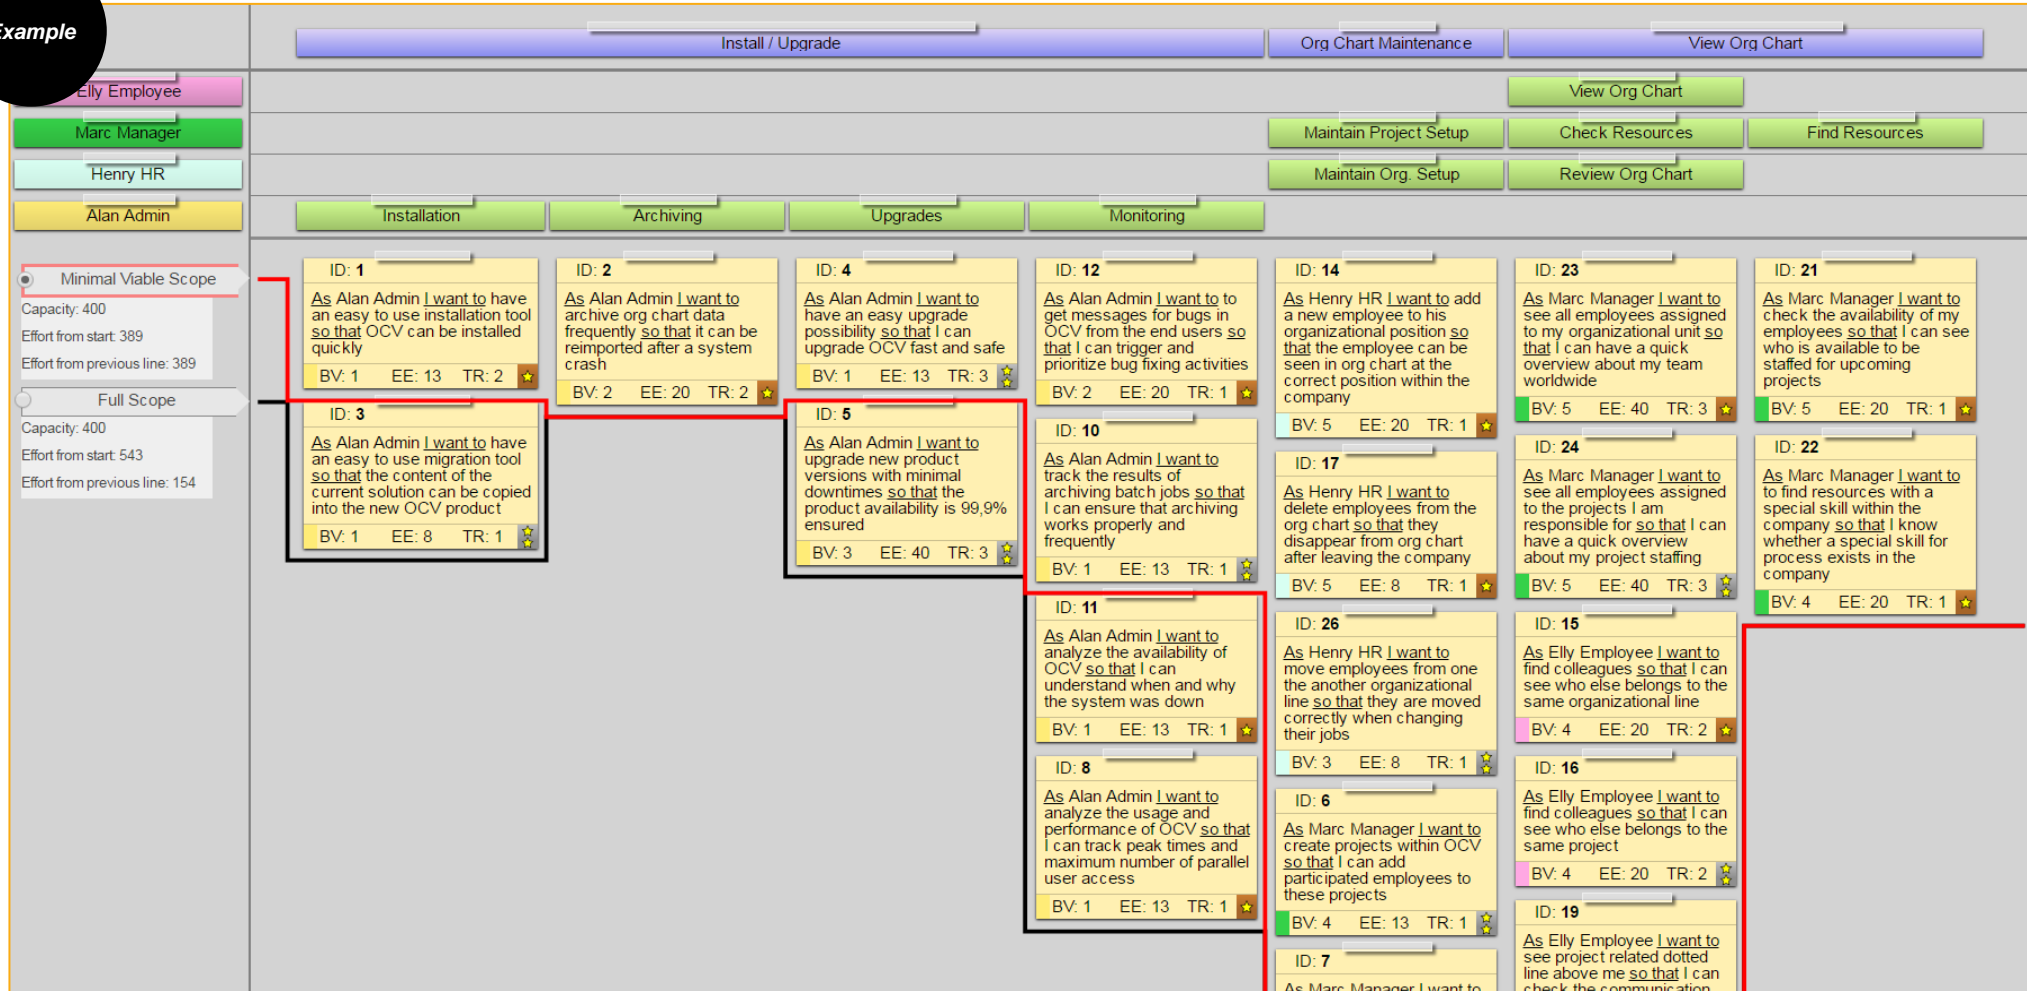 Example
Install / Upgrade
Org Chart Maintenance
View Org Chart
Elly Employee
View Org Chart
Marc Manager
Maintain Project Setup
Check Resources
Find Resources
Henry HR
Maintain Org. Setup
Review Org Chart
Alan Admin
Installation
Archiving
Upgrades
Monitoring
Minimal Viable Scope
Capacity: 400
Effort from start: 389
Effort from previous line: 389
Full Scope
Capacity: 400
Effort from start: 543
Effort from previous line: 154
ID: 1
As Alan Admin I want to have
an easy to use installation tool
so that OCV can be installed
quickly
BV: 1 EE: 13 TR: 2
ID: 3
As Alan Admin I want to have
an easy to use migration tool
so that the content of the
current solution can be copied
into the new OCV product
BV: 1 EE: 8 TR: 1
ID: 2
As Alan Admin I want to
archive org chart data
frequently so that it can be
reimported after a system
crash
BV: 2 EE: 20 TR: 2
ID: 4
As Alan Admin I want to
have an easy upgrade
possibility so that I can
upgrade OCV fast and safe
BV: 1 EE: 13 TR: 3
ID: 5
As Alan Admin I want to
upgrade new product
versions with minimal
downtimes so that the
product availability is 99,9%
ensured
BV: 3 EE: 40 TR: 3
ID: 12
As Alan Admin I want to to
get messages for bugs in
OCV from the end users so
that I can trigger and
prioritize bug fixing activities
BV: 2 EE: 20 TR: 1
ID: 10
As Alan Admin I want to
track the results of
archiving batch jobs so that
I can ensure that archiving
works properly and
frequently
BV: 1 EE: 13 TR: 1
ID: 11
As Alan Admin I want to
analyze the availability of
OCV so that I can
understand when and why
the system was down
BV: 1 EE: 13 TR: 1
ID: 8
As Alan Admin I want to
analyze the usage and
performance of OCV so that
I can track peak times and
maximum number of parallel
user access
BV: 1 EE: 13 TR: 1
ID: 14
As Henry HR I want to add
a new employee to his
organizational position so
that the employee can be
seen in org chart at the
correct position within the
company
BV: 5 EE: 20 TR: 1
ID: 17
As Henry HR I want to
delete employees from the
org chart so that they
disappear from org chart
after leaving the company
BV: 5 EE: 8 TR: 1
ID: 26
As Henry HR I want to
move employees from one
the another organizational
line so that they are moved
correctly when changing
their jobs
BV: 3 EE: 8 TR: 1
ID: 6
As Marc Manager I want to
create projects within OCV
so that I can add
participated employees to
these projects
BV: 4 EE: 13 TR: 1
ID: 7
As Marc Manager I want to
ID: 23
As Marc Manager I want to
see all employees assigned
to my organizational unit so
that I can have a quick
overview about my team
worldwide
BV: 5 EE: 40 TR: 3
ID: 24
As Marc Manager I want to
see all employees assigned
to the projects I am
responsible for so that I can
have a quick overview
about my project staffing
BV: 5 EE: 40 TR: 3
ID: 15
As Elly Employee I want to
find colleagues so that I can
see who else belongs to the
same organizational line
BV: 4 EE: 20 TR: 2
ID: 16
As Elly Employee I want to
find colleagues so that I can
see who else belongs to the
same project
BV: 4 EE: 20 TR: 2
ID: 19
As Elly Employee I want to
see project related dotted
line above me so that I can
check the communication
ID: 21
As Marc Manager I want to
check the availability of my
employees so that I can see
who is available to be
staffed for upcoming
projects
BV: 5 EE: 20 TR: 1
ID: 22
As Marc Manager I want to
to find resources with a
special skill within the
company so that I know
whether a special skill for
process exists in the
company
BV: 4 EE: 20 TR: 1